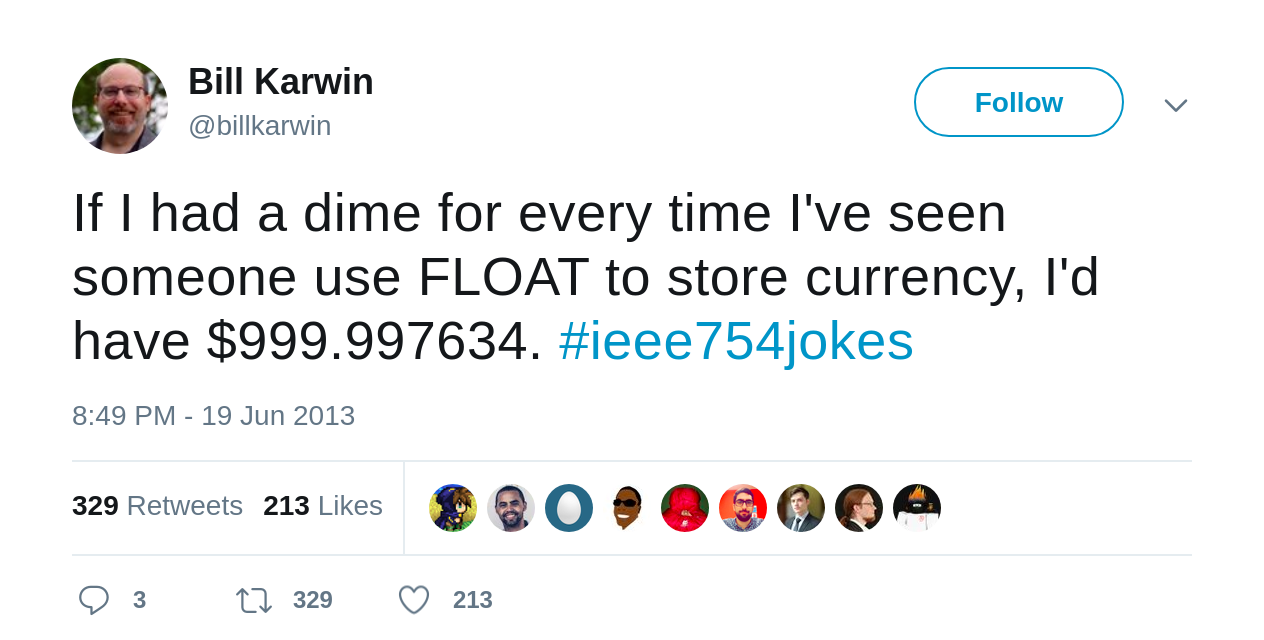 Bill Karwin
@billkarwin
Follow
If I had a dime for every time I've seen
someone use FLOAT to store currency, I'd
have $999.997634. #ieee754jokes
8:49 PM - 19 Jun 2013
329 Retweets 213 Likes
3 329 213